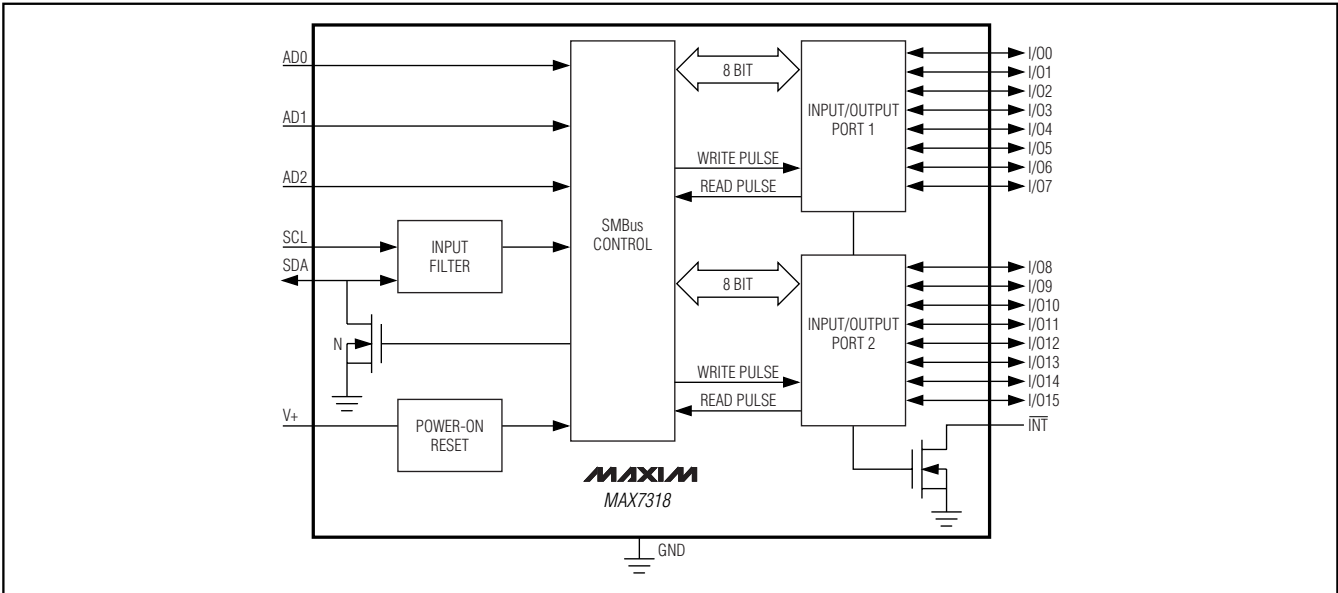 AD0
AD1
AD2
SCL
SDA
V+
INPUT
FILTER
N
POWER-ON
RESET
SMBus
CONTROL
8 BIT
WRITE PULSE
READ PULSE
8 BIT
WRITE PULSE
READ PULSE
INPUT/OUTPUT
PORT 1
INPUT/OUTPUT
PORT 2
I/O0
I/O1
I/O2
I/O3
I/O4
I/O5
I/O6
I/O7
I/O8
I/O9
I/O10
I/O11
I/O12
I/O13
I/O14
I/O15
INT
MAXIM
MAX7318
GND